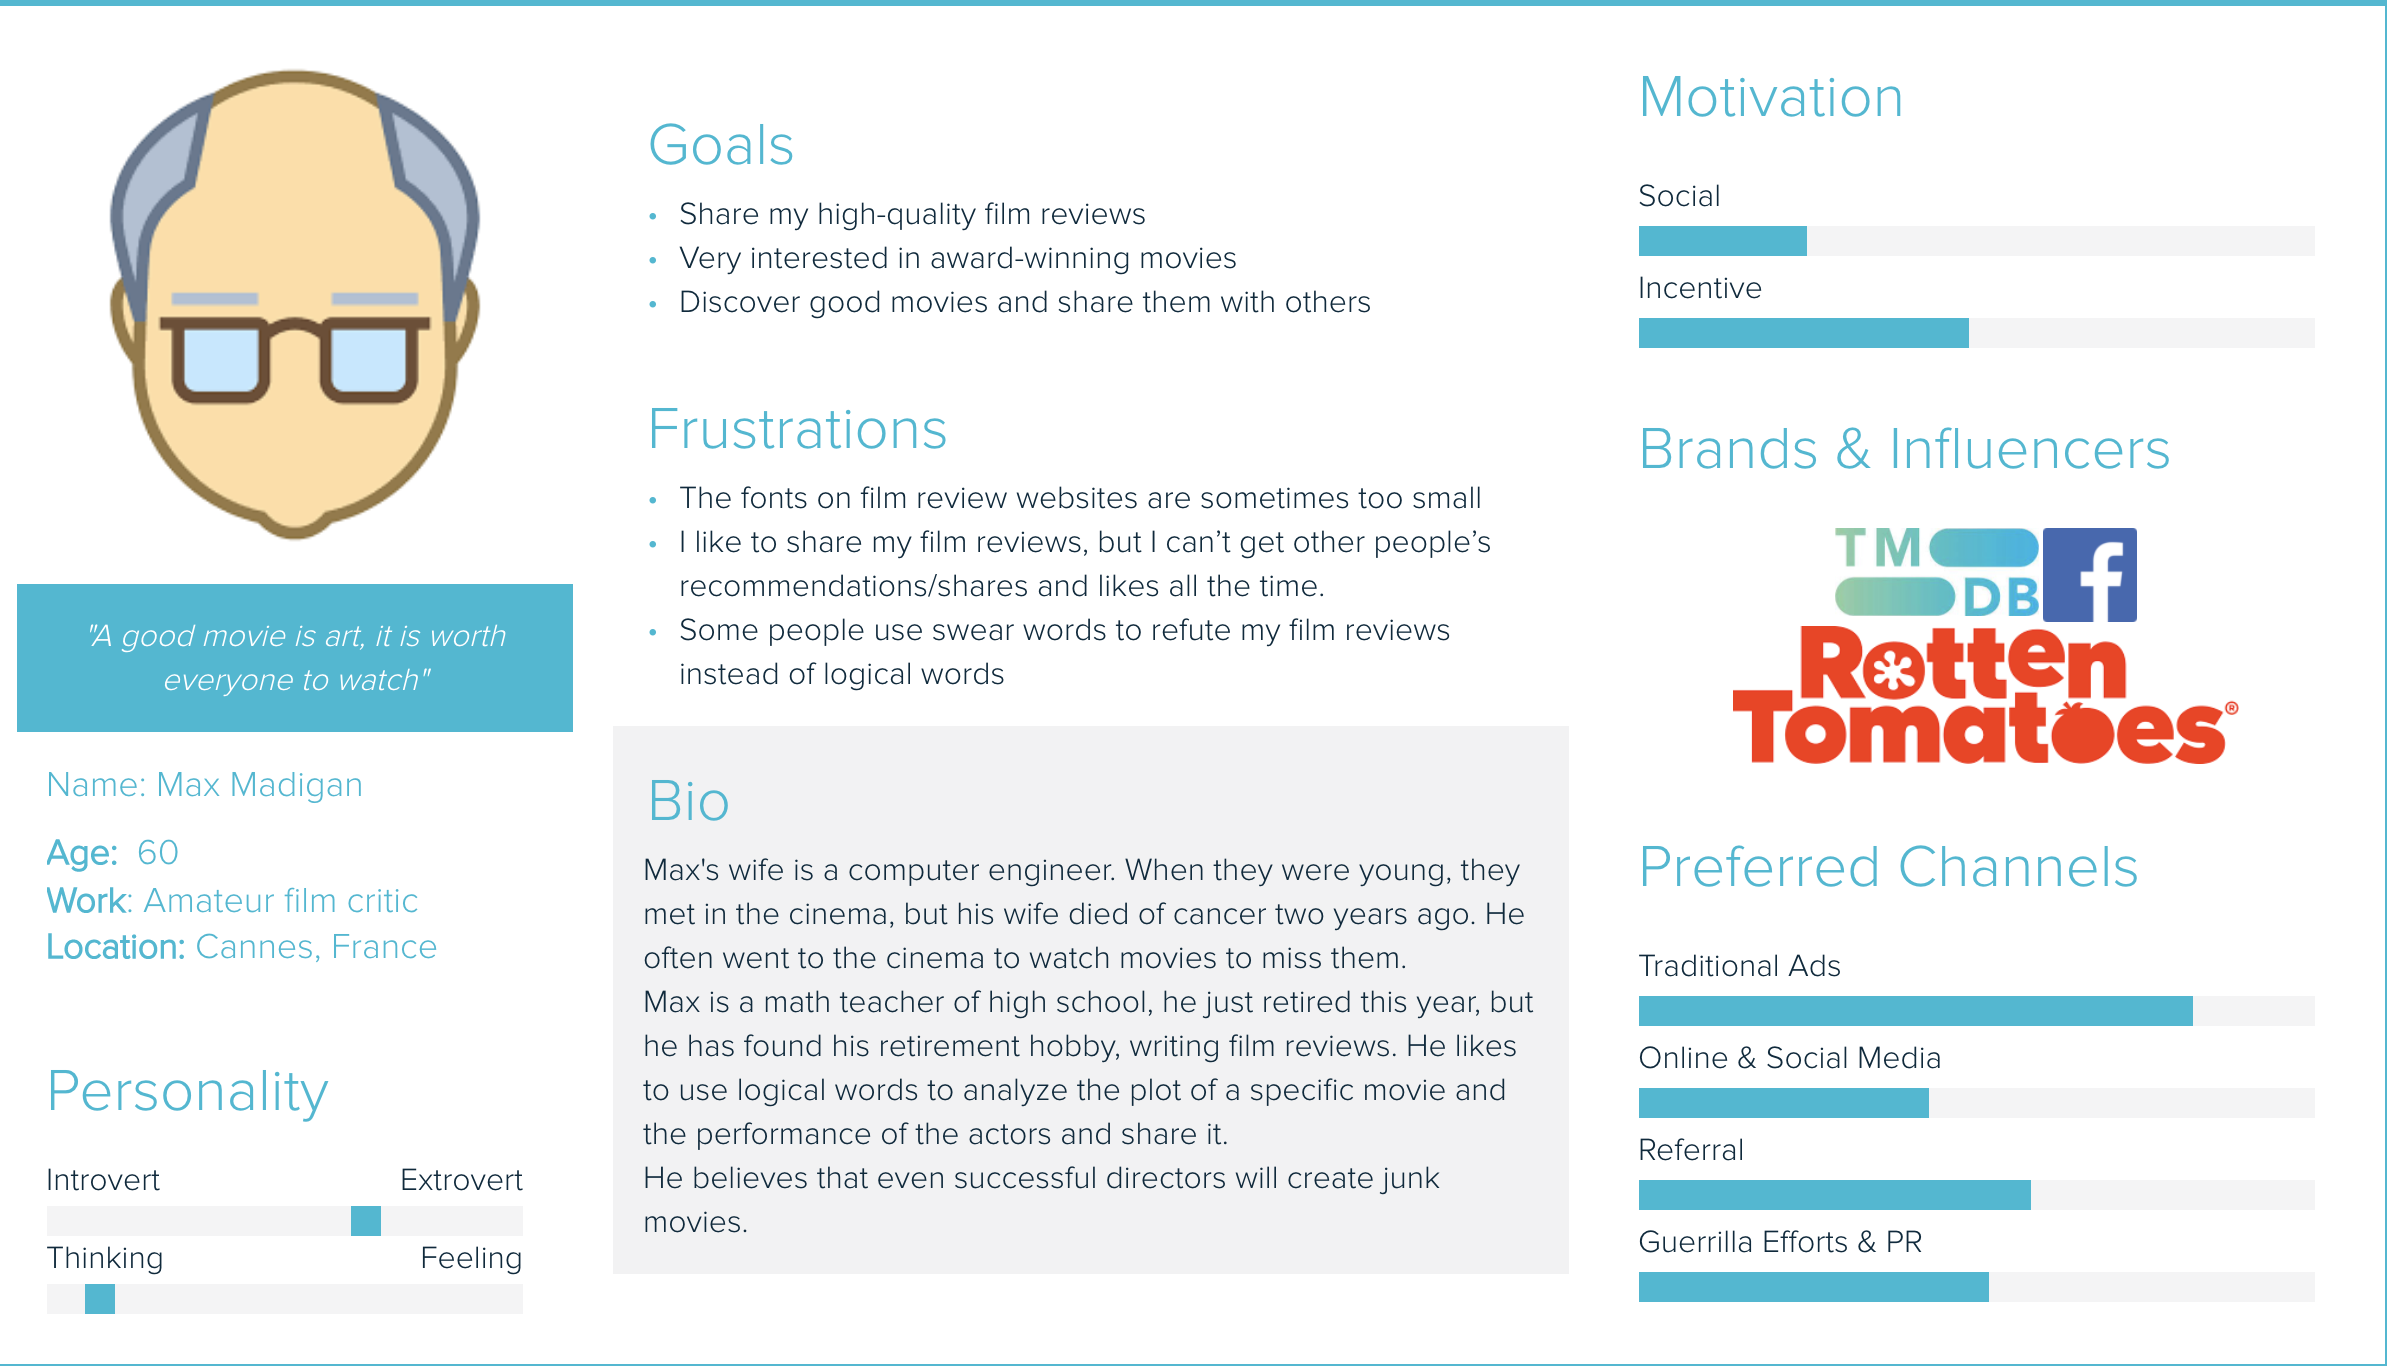 "A good movie is art, it is worth
everyone to watch"
Name: Max Madigan
Age: 60
Work: Amateur film critic
Location: Cannes, France
Personality
Introvert Extrovert
Thinking Feeling
Goals
• Share my high-quality film reviews
• Very interested in award-winning movies
• Discover good movies and share them with others
Frustrations
• The fonts on film review websites are sometimes too small
• I like to share my film reviews, but I can’t get other people’s
recommendations/shares and likes all the time.
• Some people use swear words to refute my film reviews
instead of logical words
Bio
Max's wife is a computer engineer. When they were young, they
met in the cinema, but his wife died of cancer two years ago. He
often went to the cinema to watch movies to miss them.
Max is a math teacher of high school, he just retired this year, but
he has found his retirement hobby, writing film reviews. He likes
to use logical words to analyze the plot of a specific movie and
the performance of the actors and share it.
He believes that even successful directors will create junk
movies.
Motivation
Social
Incentive
Brands & Influencers
TM
DB
f
Rotten
Tomatoes®
Preferred Channels
Traditional Ads
Online & Social Media
Referral
Guerrilla Efforts & PR